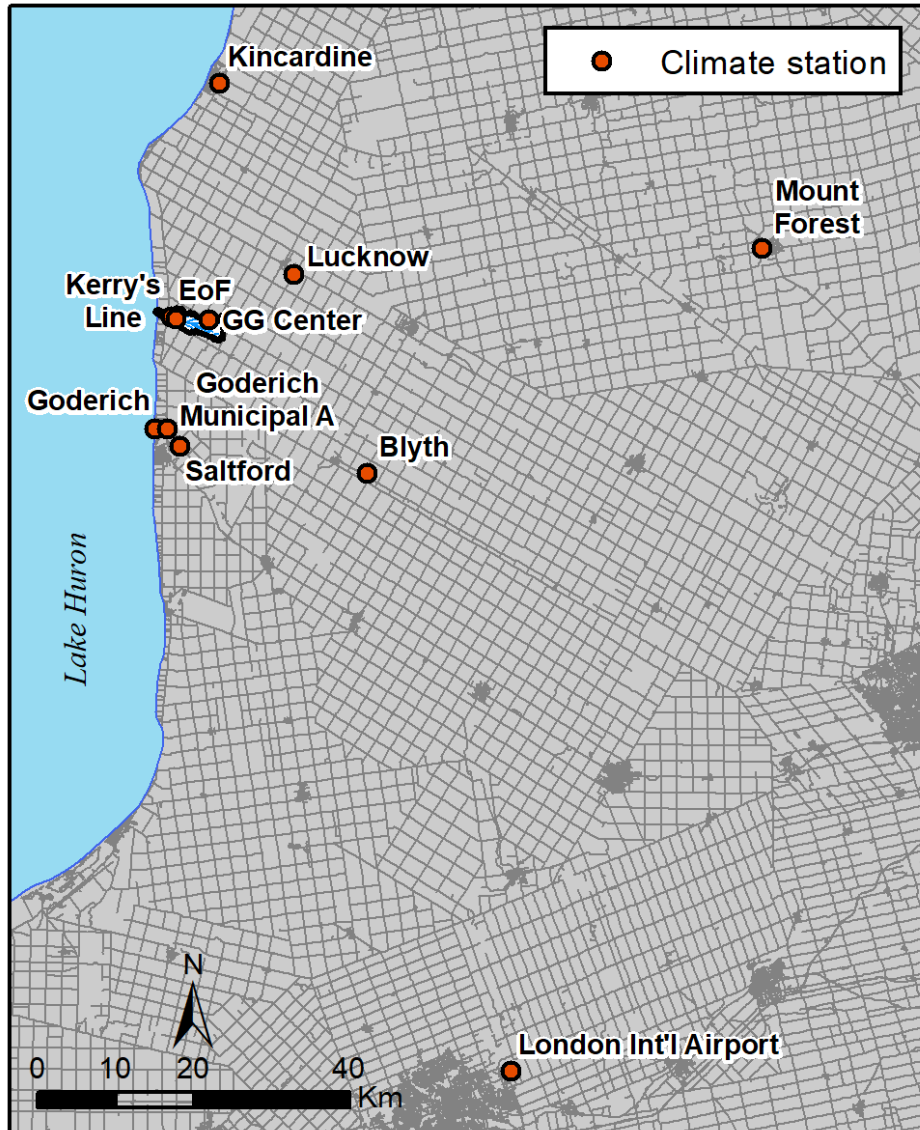 Kincardine
Climate station
Mount
Forest
Lucknow
Kerry's
Line
EoF
GG Center
Goderich
Goderich
Municipal A
Saltford
Blyth
Lake Huron
N
0 10 20 40
Km
London Int'l Airport